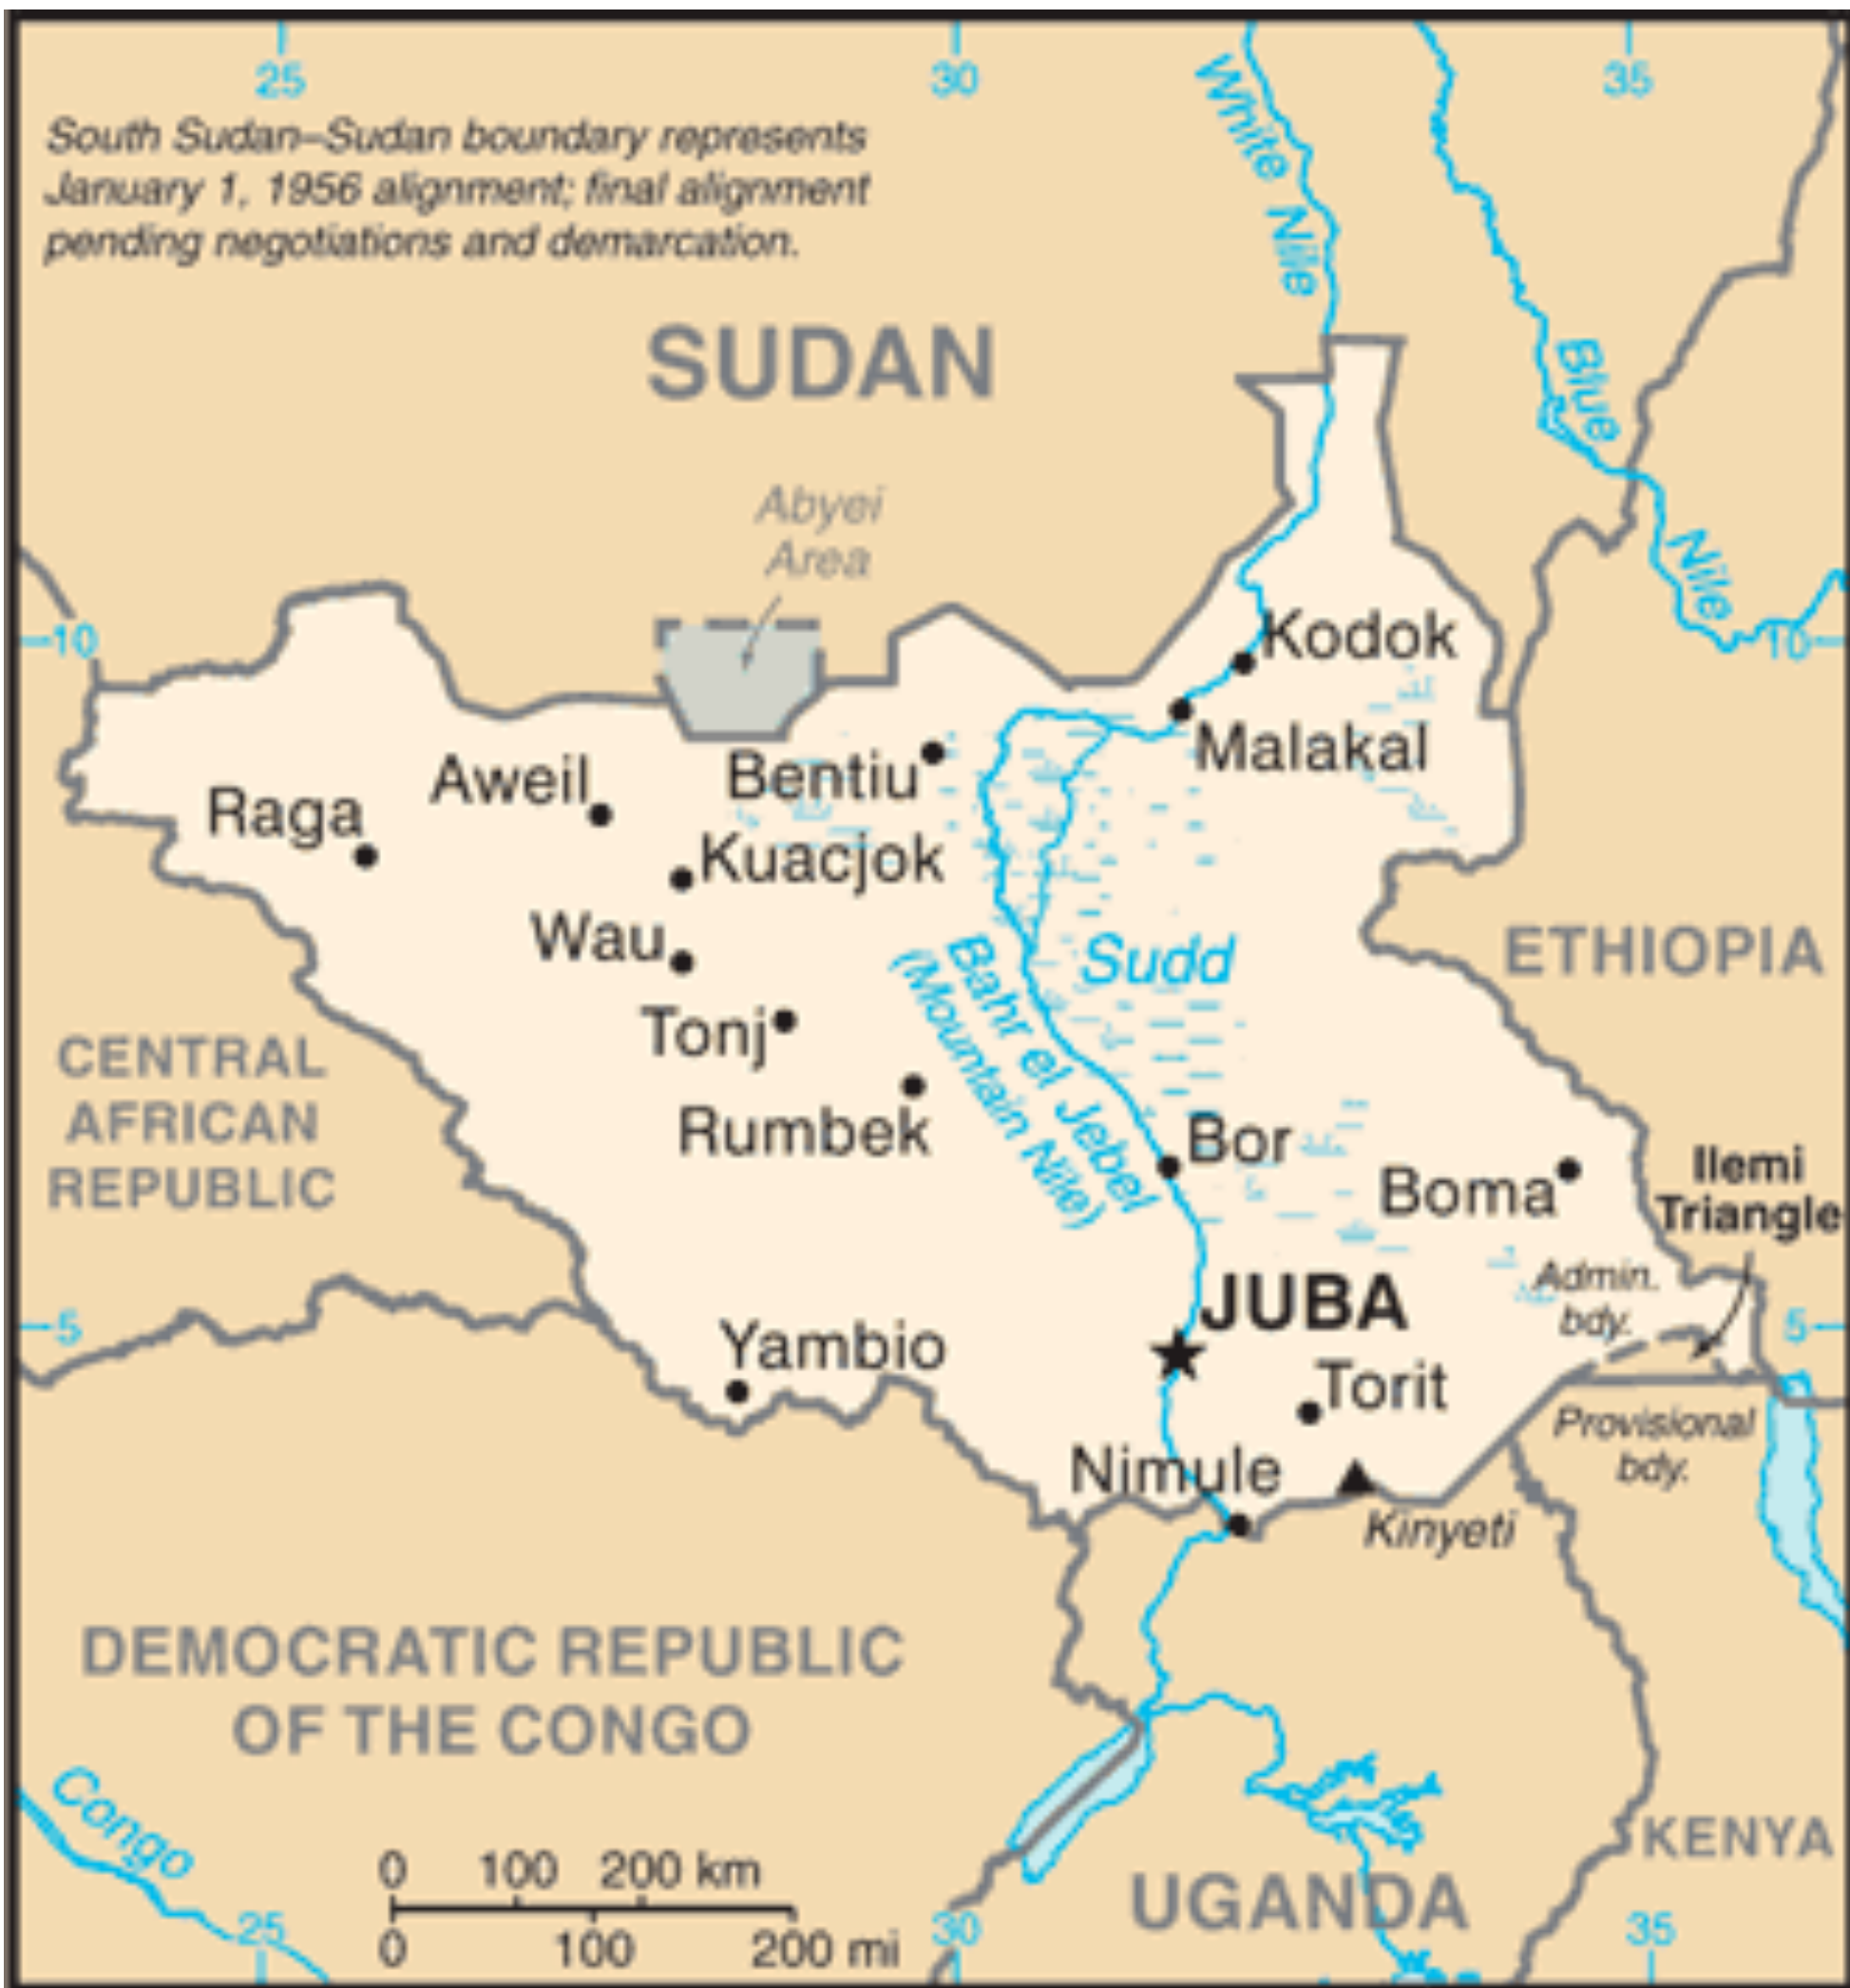 25
30
35
South Sudan–Sudan boundary represents
January 1, 1956 alignment; final alignment
pending negotiations and demarcation.
White Nile
SUDAN
Blue
Nile
Abyei
Area
10
Kodok
10
Malakal
Bentiu
Aweil
Raga
Kuacjok
Wau
Sudd
ETHIOPIA
Tonj
Bahr el Jebel
(Mountain Nile)
CENTRAL
AFRICAN
REPUBLIC
Rumbek
Bor
Boma
Ilemi
Triangle
Admin.
bdy.
JUBA
5
Yambio
5
Torit
Provisional
bdy.
Nimule
Kinyeti
DEMOCRATIC REPUBLIC
OF THE CONGO
Congo
KENYA
UGANDA
0 100 200 km
0 100 200 mi
25
30
35